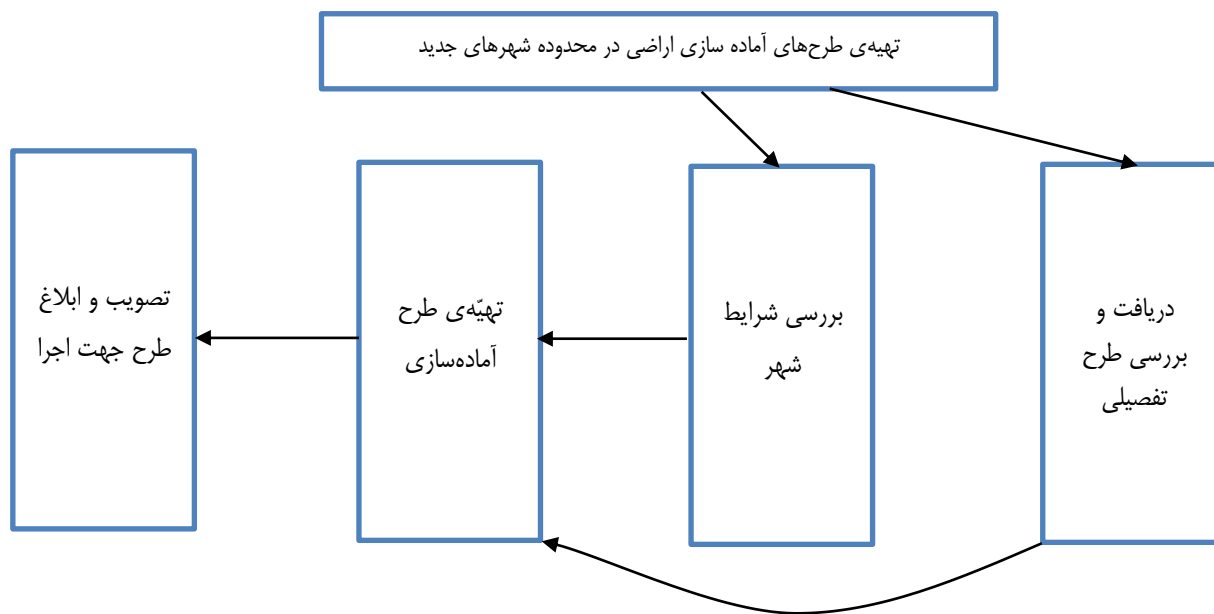 تهیه‌ی طرح‌های آماده سازی اراضی در محدوده شهرهای جدید
دریافت و
بررسی طرح
تفصیلی
بررسی شرایط
شهر
تهیّه‌ی طرح
آماده‌سازی
تصویب و ابلاغ
طرح جهت اجرا